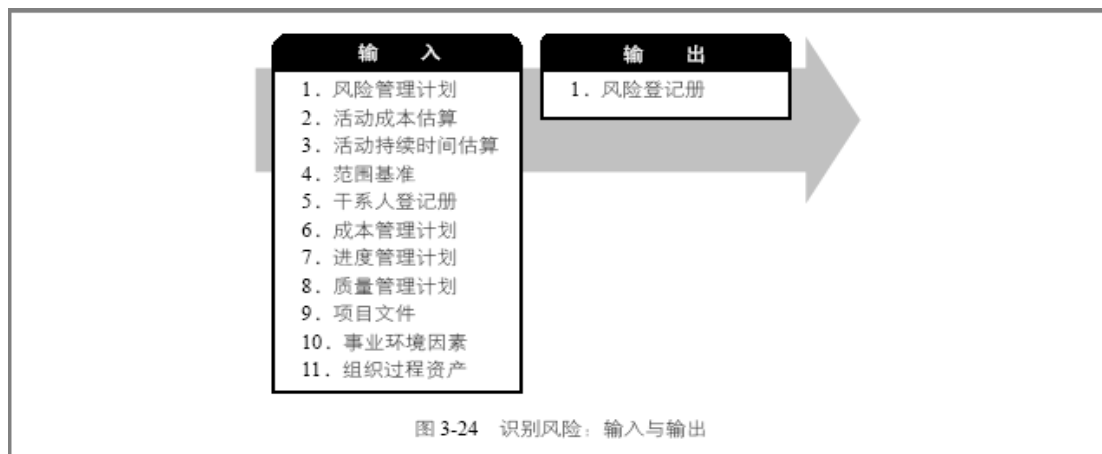 输 入
1. 风险管理计划
2. 活动成本估算
3. 活动持续时间估算
4. 范围基准
5. 干系人登记册
6. 成本管理计划
7. 进度管理计划
8. 质量管理计划
9. 项目文件
10. 事业环境因素
11. 组织过程资产
输 出
1. 风险登记册
图 3-24 识别风险：输入与输出